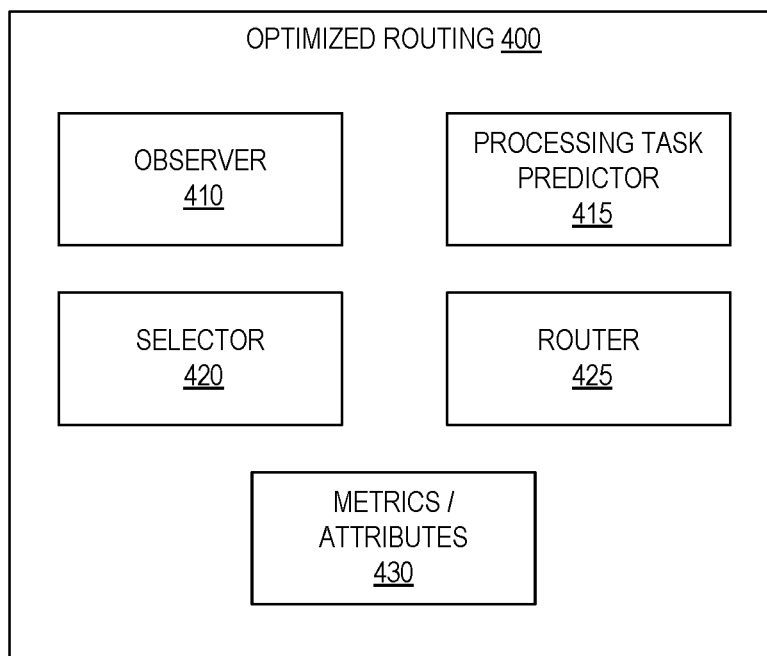 OPTIMIZED ROUTING 400
OBSERVER
410
PROCESSING TASK
PREDICTOR
415
SELECTOR
420
ROUTER
425
METRICS /
ATTRIBUTES
430